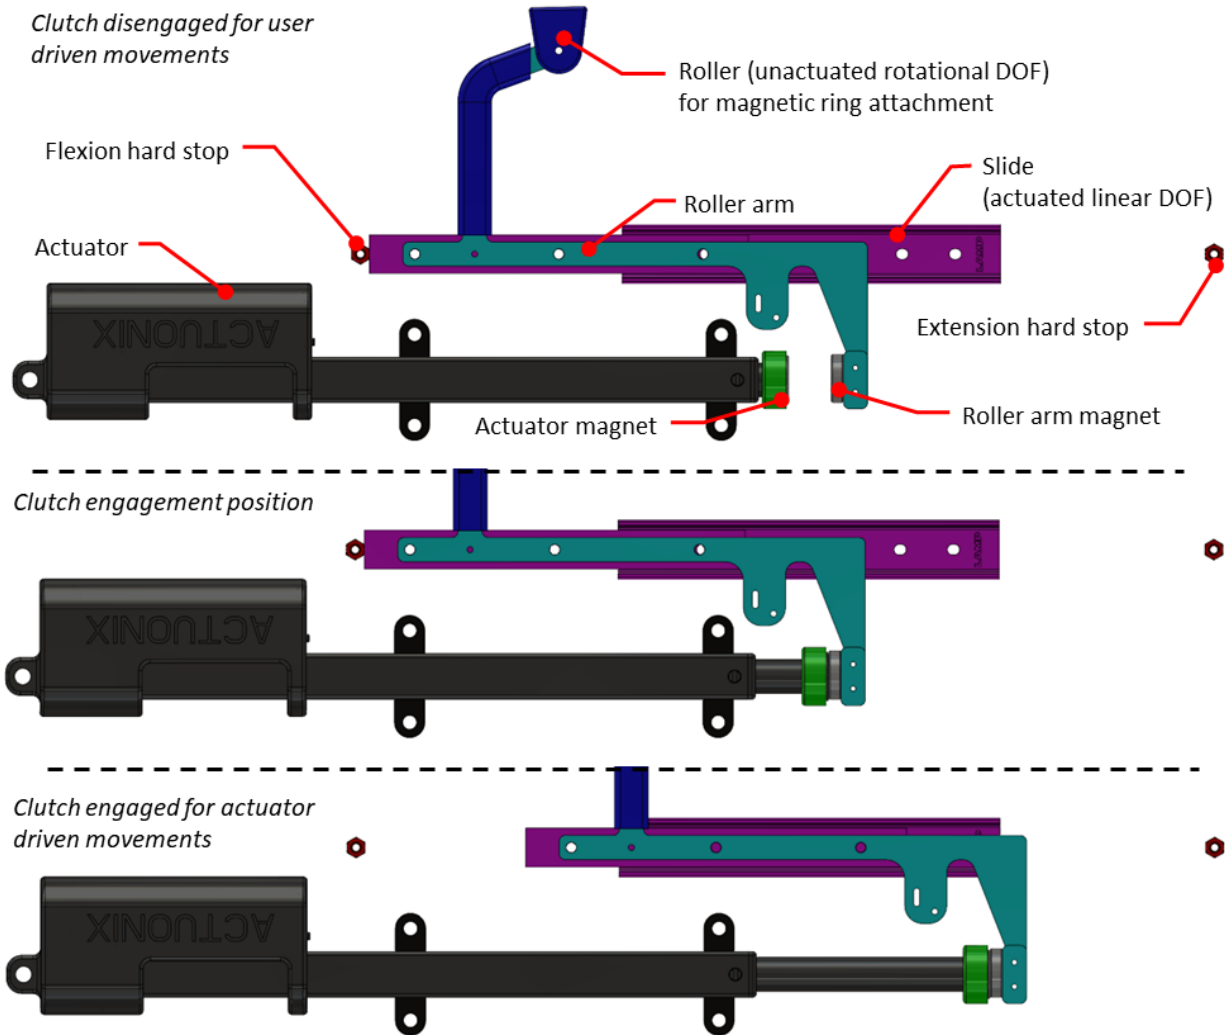 Clutch disengaged for user
driven movements
Roller (unactuated rotational DOF)
for magnetic ring attachment
Flexion hard stop
Slide
(actuated linear DOF)
Roller arm
Actuator
ACTUONIX
Extension hard stop
Actuator magnet
Roller arm magnet
Clutch engagement position
ACTUONIX
Clutch engaged for actuator
driven movements
ACTUONIX